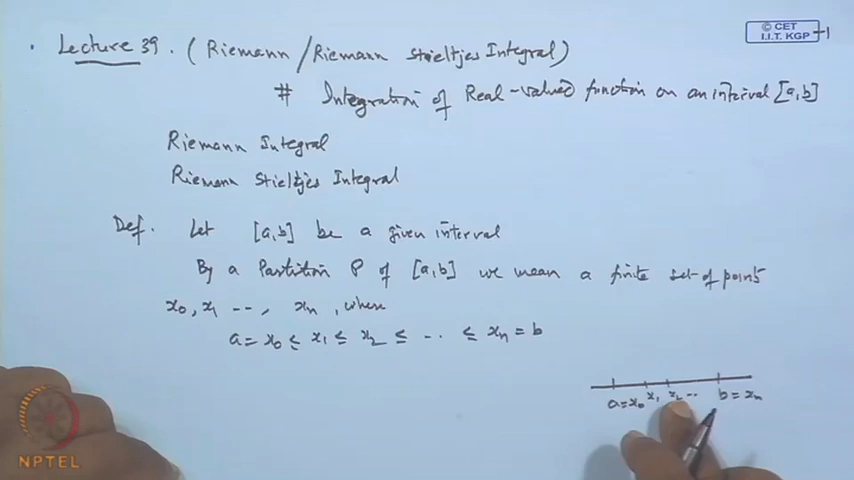 Lecture 39. (Riemann/Riemann Stieltjes Integral)
© CET
I.I.T. KGP
# Integration of Real-valued function on an interval [a,b]
Riemann Integral
Riemann Stieltjes Integral
Def. Let [a,b] be a given interval
By a Partition P of [a,b] we mean a finite set of points
x₀, x₁ ---, xₙ, where
a = x₀ ≤ x₁ ≤ x₂ ≤ -- ≤ xₙ = b
a=x₀ x₁ x₂ -- b=xₙ
NPTEL